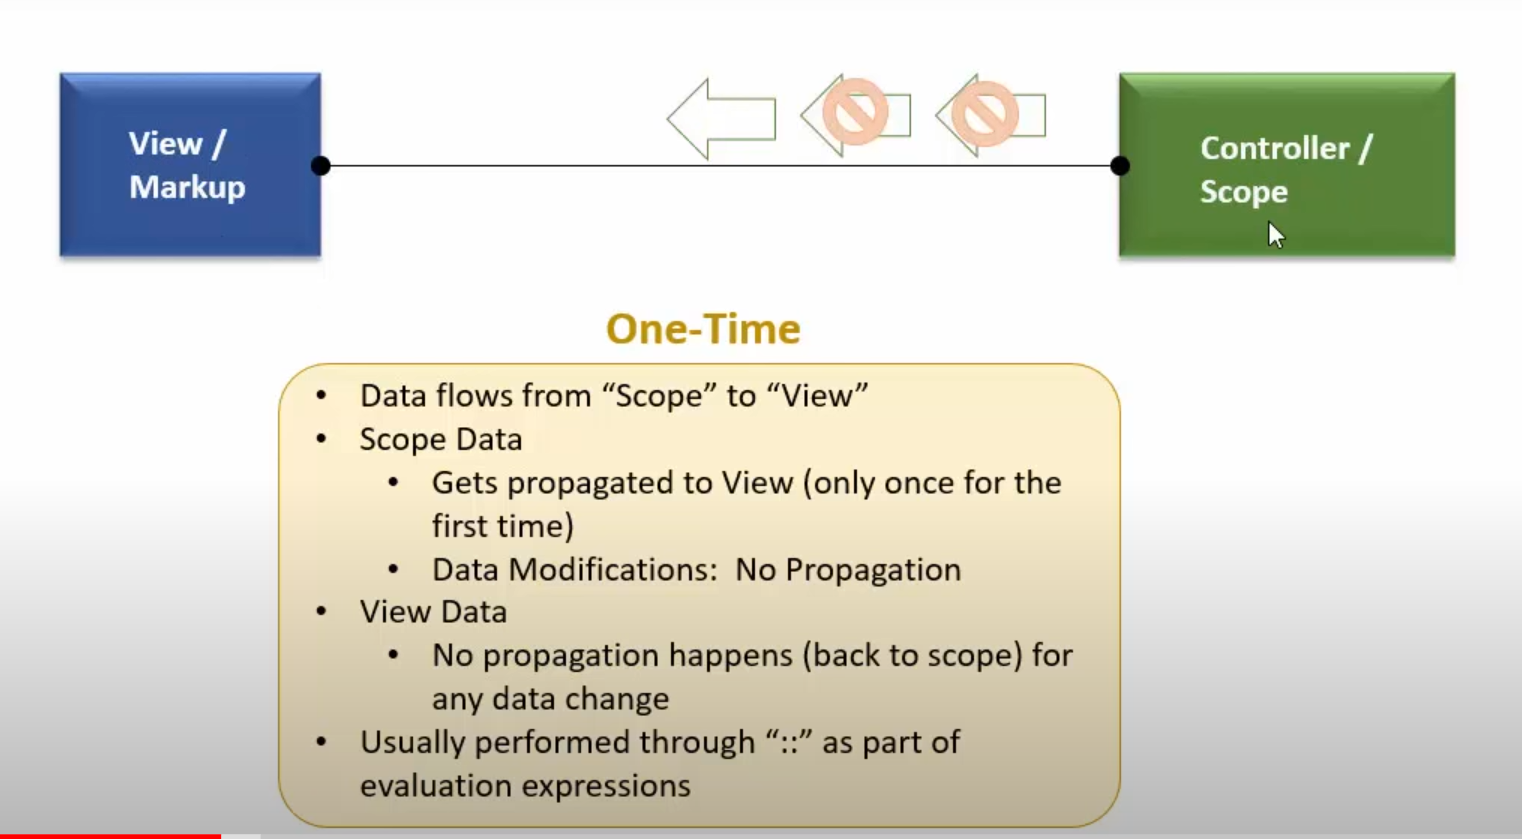 View /
Markup
Controller /
Scope
One-Time
• Data flows from “Scope” to “View”
• Scope Data
• Gets propagated to View (only once for the
first time)
• Data Modifications:  No Propagation
• View Data
• No propagation happens (back to scope) for
any data change
• Usually performed through “::” as part of
evaluation expressions